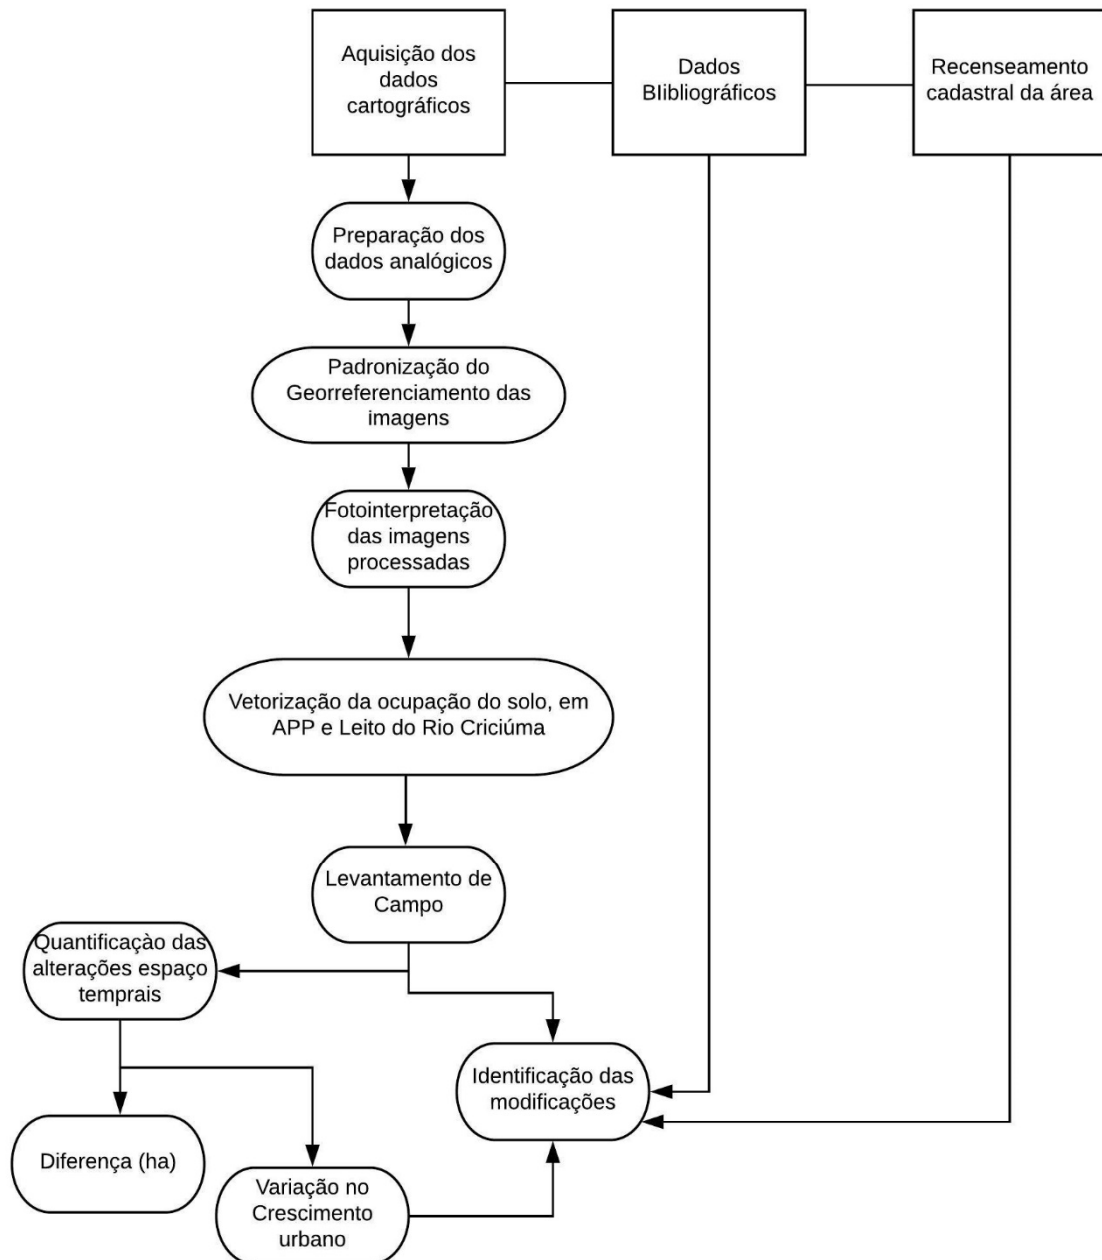 Aquisição dos
dados
cartográficos
Dados
BIibliográficos
Recenseamento
cadastral da área
Preparação dos
dados analógicos
Padronização do
Georreferenciamento das
imagens
Fotointerpretação
das imagens
processadas
Vetorização da ocupação do solo, em
APP e Leito do Rio Criciúma
Levantamento de
Campo
Quantificaçào das
alterações espaço
temprais
Identificação das
modificações
Diferença (ha)
Variação no
Crescimento
urbano